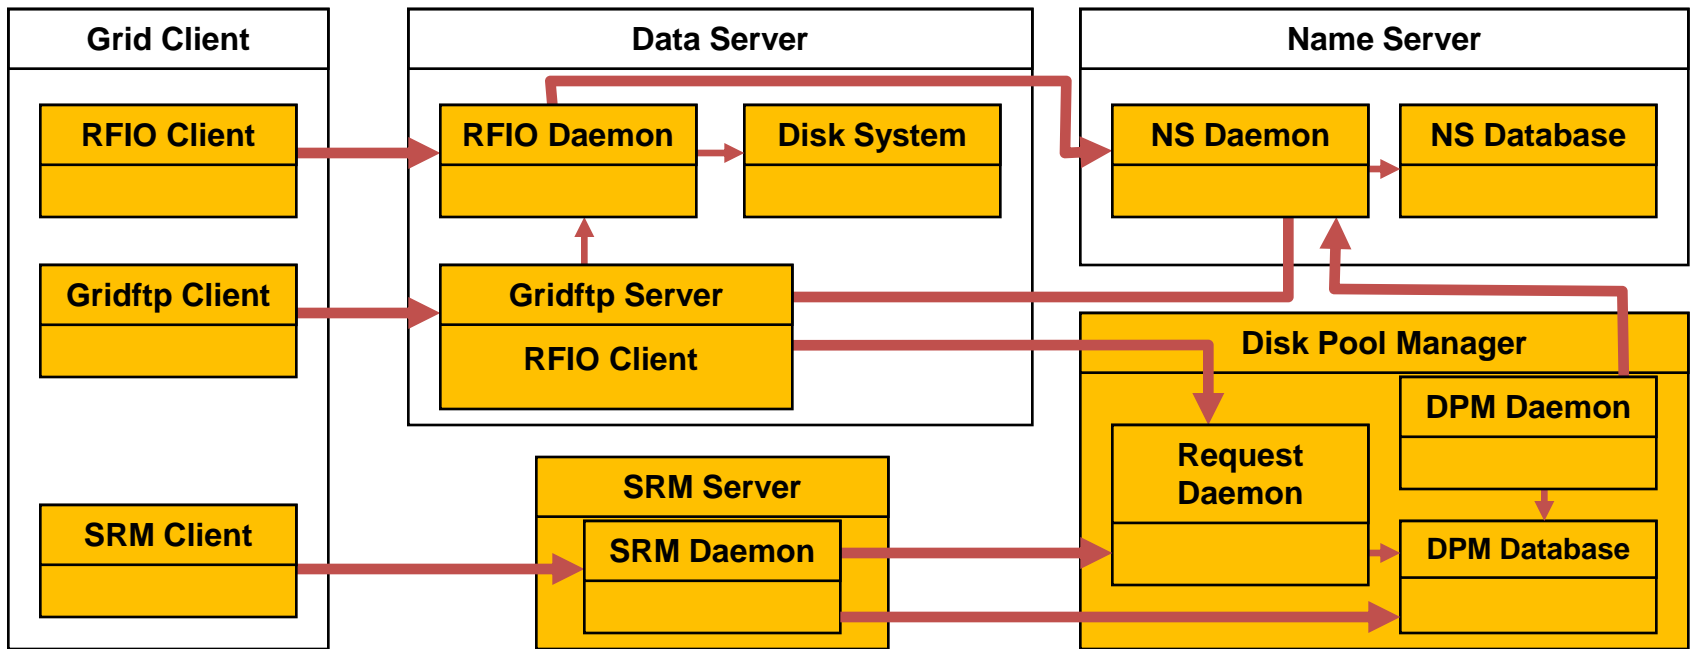 Grid Client
Data Server
Name Server
RFIO Client
RFIO Daemon
Disk System
NS Daemon
NS Database
Gridftp Client
Gridftp Server
RFIO Client
Disk Pool Manager
DPM Daemon
Request
Daemon
SRM Server
SRM Client
SRM Daemon
DPM Database